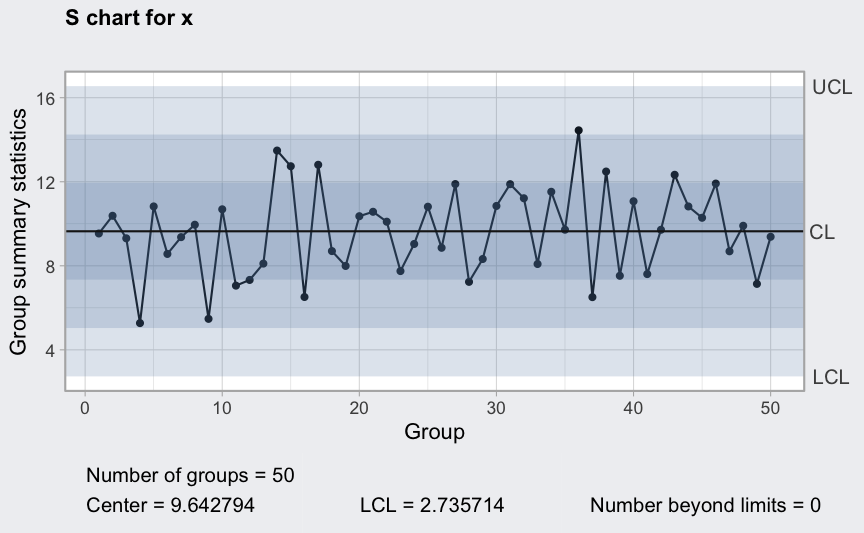 S chart for x
UCL
16
12
CL
8
4
LCL
Group summary statistics
0 10 20 30 40 50
Group
Number of groups = 50
Center = 9.642794 LCL = 2.735714 Number beyond limits = 0